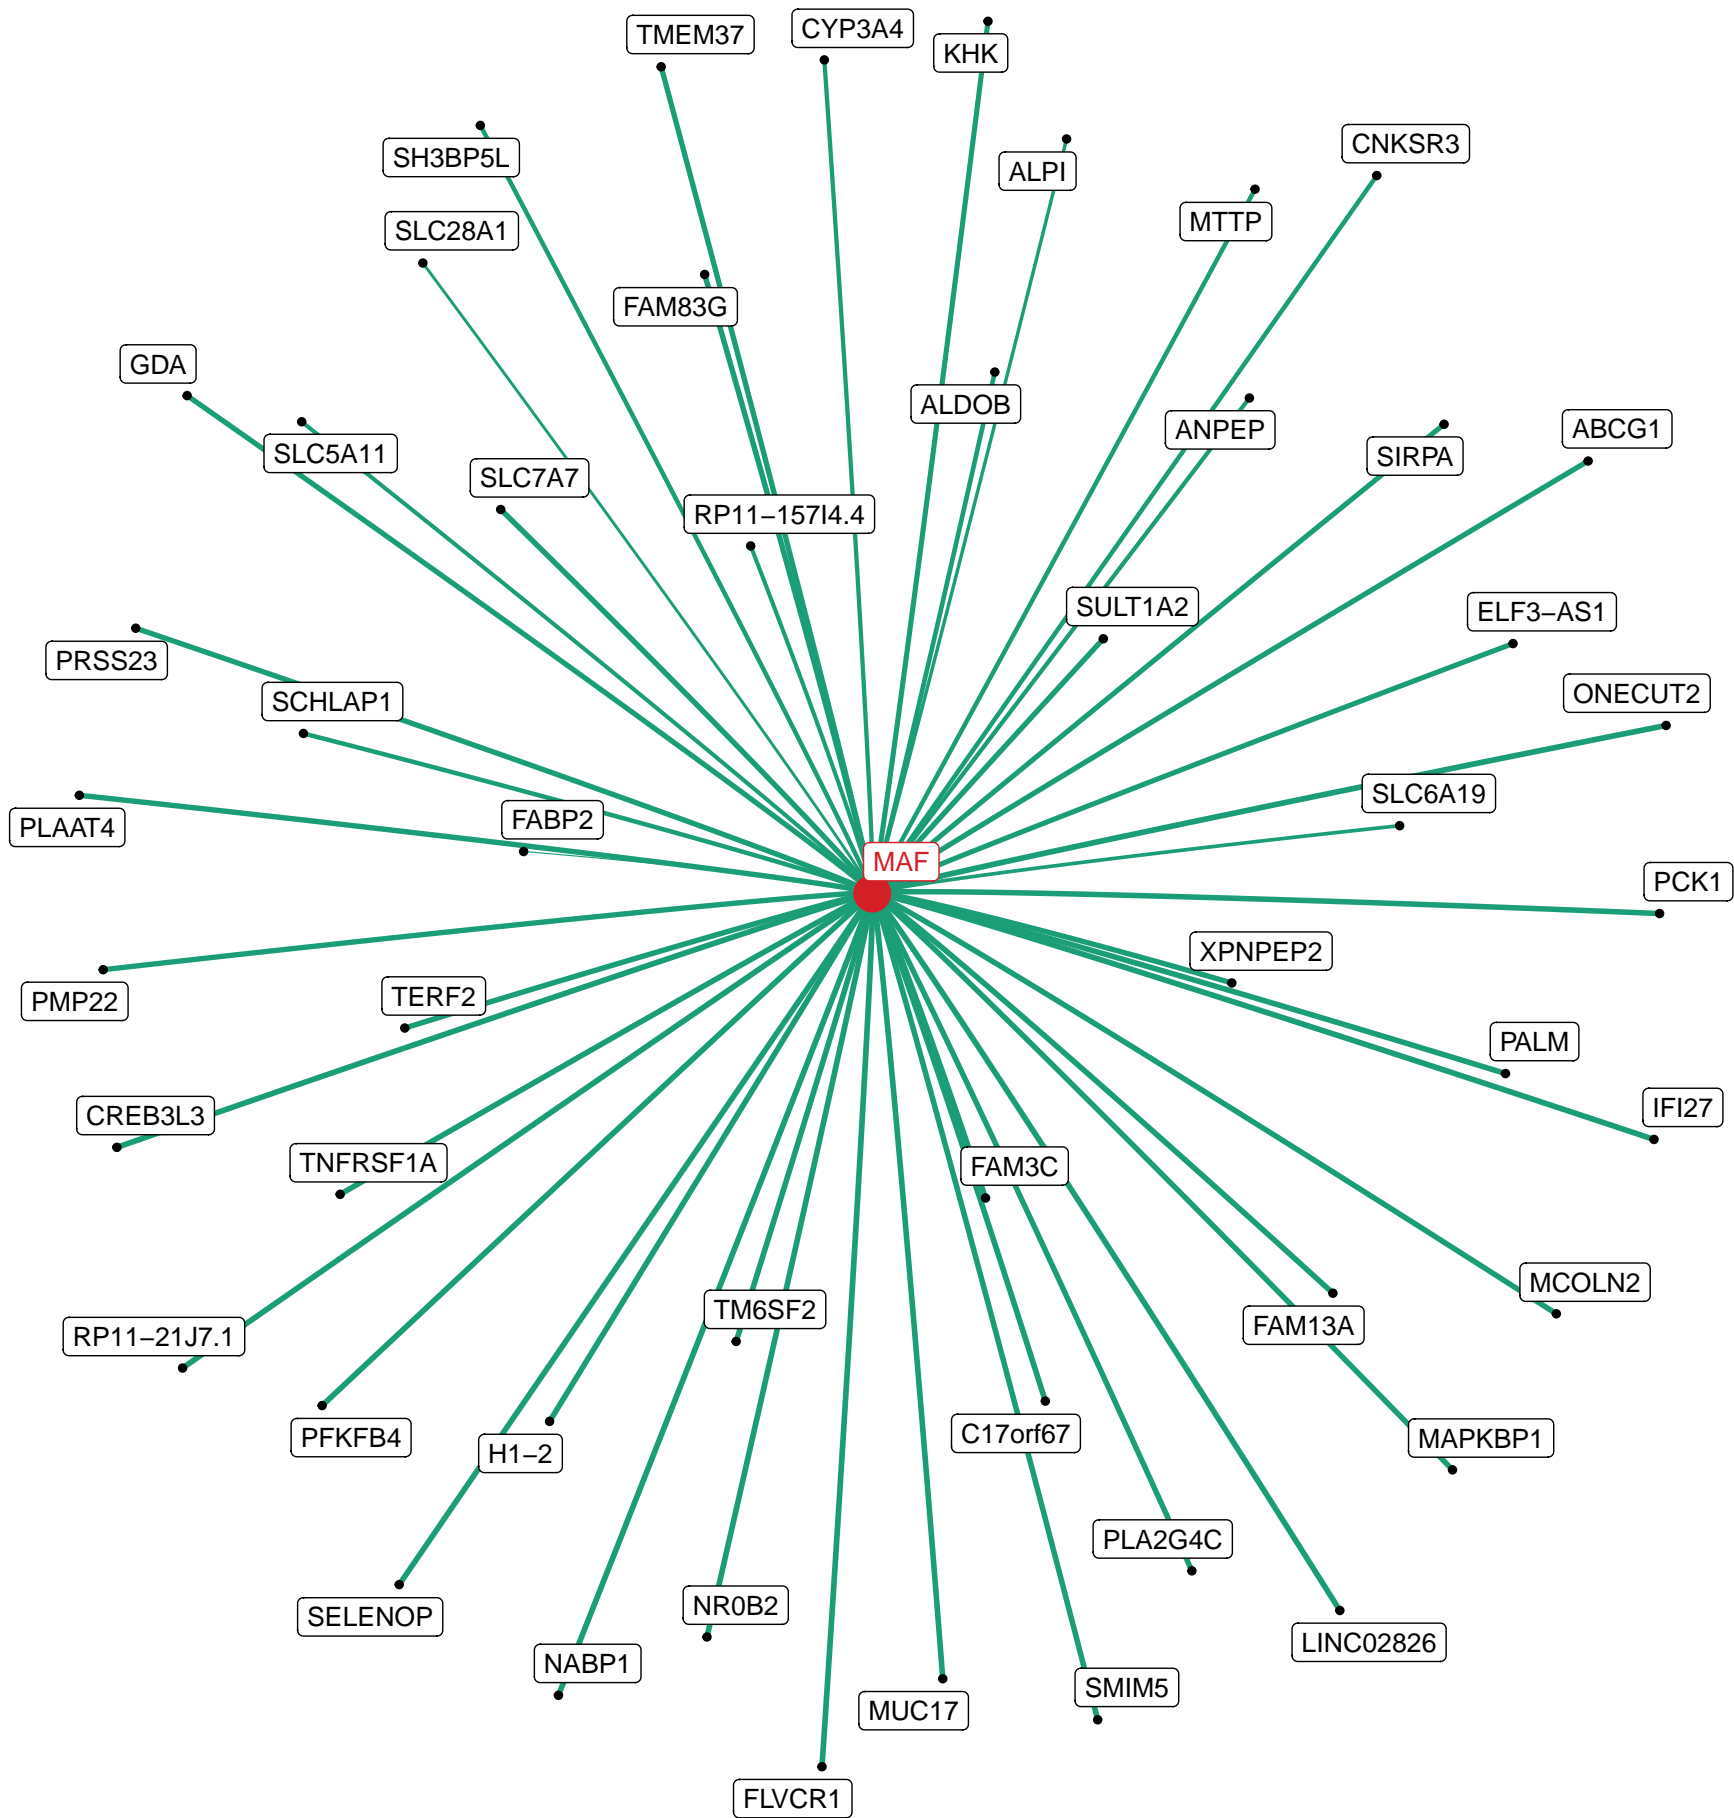 CYP3A4
TMEM37
KHK
CNKSR3
SH3BP5L
ALPI
MTTP
SLC28A1
FAM83G
GDA
ALDOB
ANPEP
ABCG1
SLC5A11
SIRPA
SLC7A7
RP11−157I4.4
SULT1A2
ELF3−AS1
PRSS23
ONECUT2
SCHLAP1
SLC6A19
FABP2
PLAAT4
MAF
PCK1
XPNPEP2
TERF2
PMP22
PALM
IFI27
CREB3L3
TNFRSF1A
FAM3C
MCOLN2
TM6SF2
FAM13A
RP11−21J7.1
C17orf67
PFKFB4
MAPKBP1
H1−2
PLA2G4C
NR0B2
SELENOP
LINC02826
NABP1
SMIM5
MUC17
FLVCR1